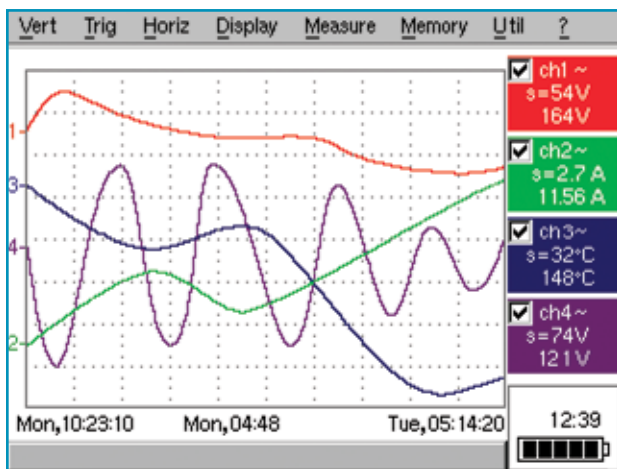 Vert Trig Horiz Display Measure Memory Util ?
ch1 ~
s=54V
164V
ch2~
s=2.7 A
11.56 A
ch3~
s=32°C
148°C
ch4~
s=74V
121V
1
3
4
2
Mon,10:23:10 Mon,04:48 Tue,05:14:20
12:39